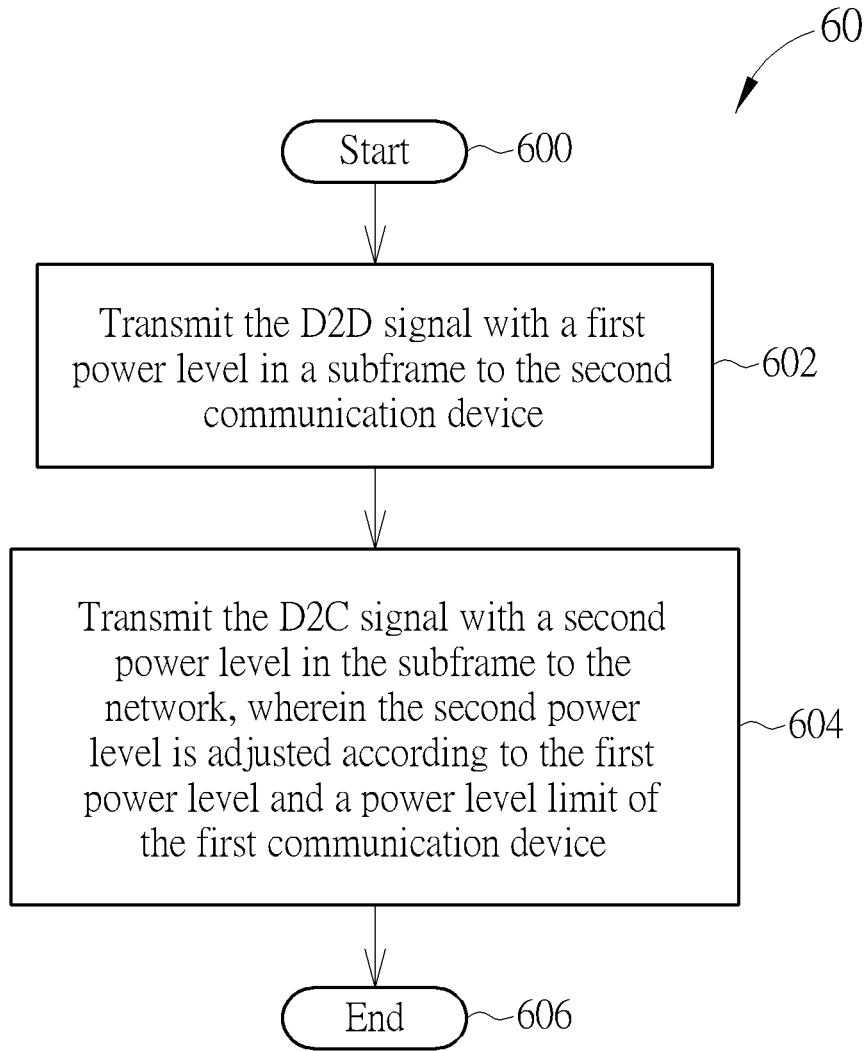 60
Start
600
Transmit the D2D signal with a first
power level in a subframe to the second
communication device
602
Transmit the D2C signal with a second
power level in the subframe to the
network, wherein the second power
level is adjusted according to the first
power level and a power level limit of
the first communication device
604
End
606